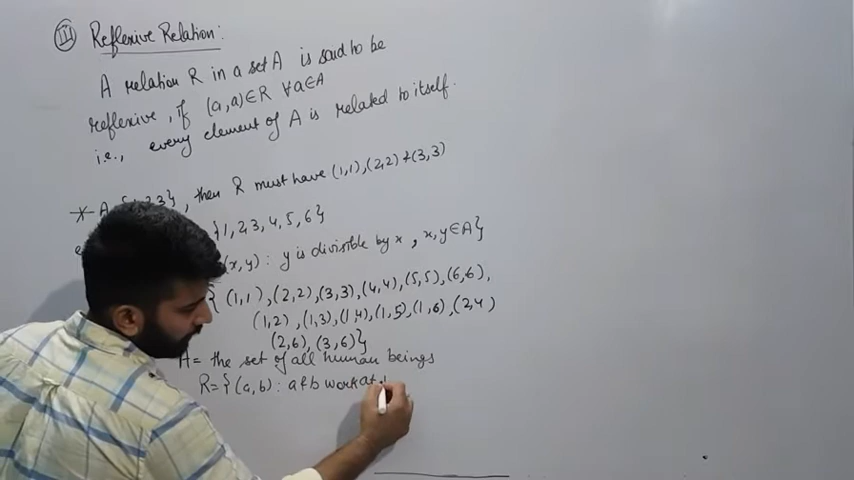 (III) Reflexive Relation:
A relation R in a set A is said to be
reflexive, if (a,a)∈R ∀a∈A
i.e., every element of A is related to itself.
* A 2,3}, then R must have (1,1),(2,2) & (3,3)
{1,2,3,4,5,6}
(x,y): y is divisible by x, x,y∈A}
{(1,1),(2,2),(3,3),(4,4),(5,5),(6,6),
(1,2),(1,3),(1,4),(1,5),(1,6),(2,4)
(2,6),(3,6)}
A= the set of all human beings
R={(a,b): a & b work at